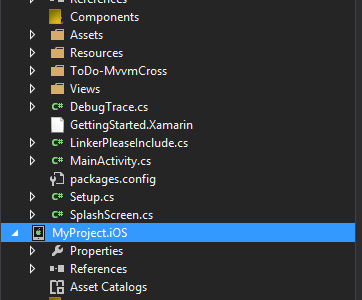 References
Components
Assets
Resources
ToDo-MvvmCross
Views
DebugTrace.cs
GettingStarted.Xamarin
LinkerPleaseInclude.cs
MainActivity.cs
packages.config
Setup.cs
SplashScreen.cs
MyProject.iOS
Properties
References
Asset Catalogs